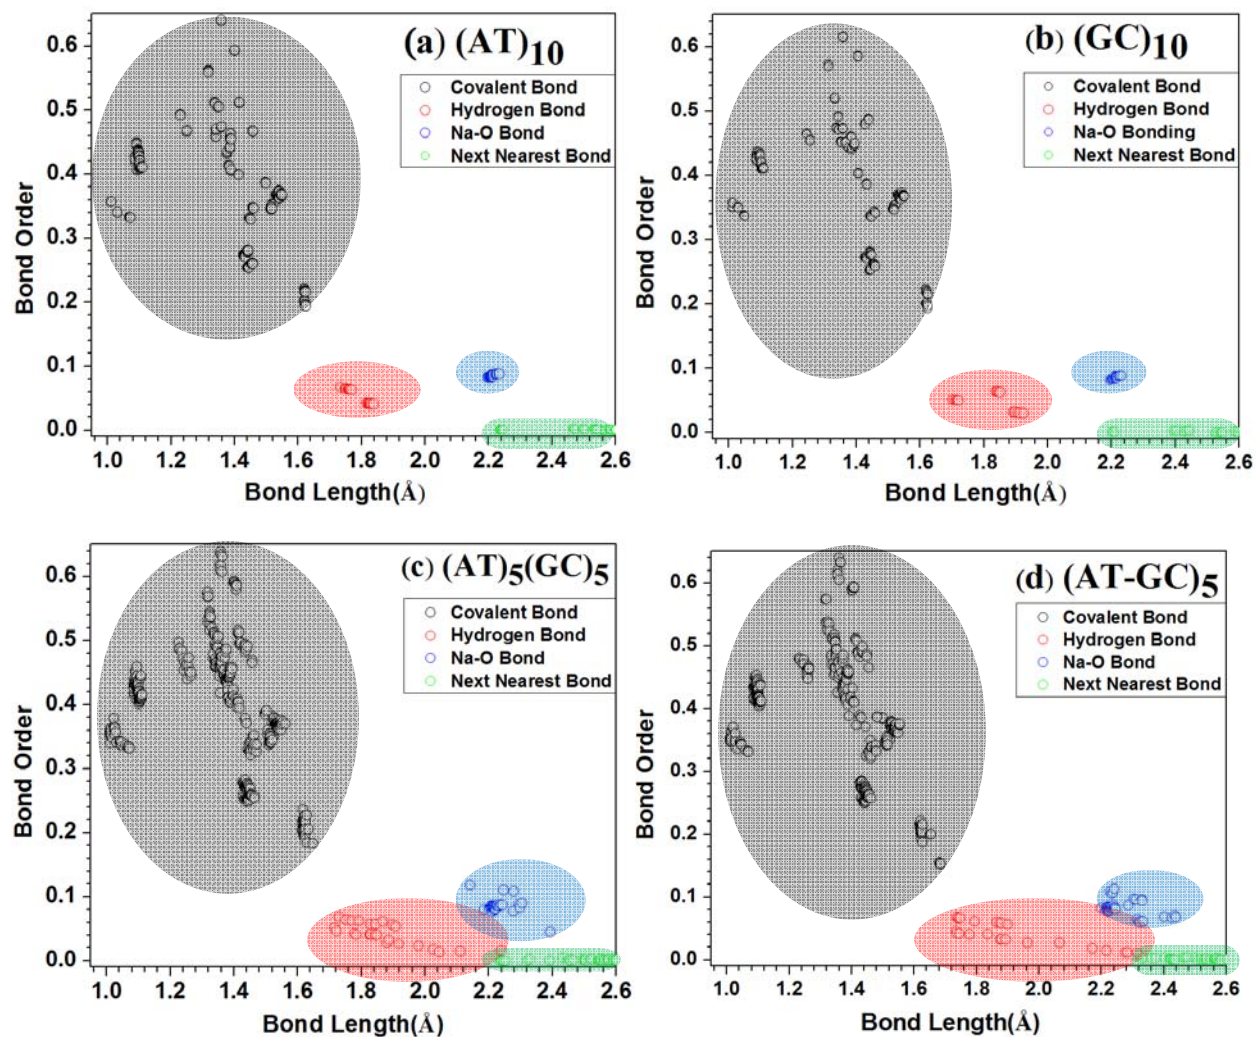 (a) (AT)10
Covalent Bond
Hydrogen Bond
Na-O Bond
Next Nearest Bond
Bond Order
0.6
0.5
0.4
0.3
0.2
0.1
0.0
1.0 1.2 1.4 1.6 1.8 2.0 2.2 2.4 2.6
Bond Length(Å)
(b) (GC)10
Covalent Bond
Hydrogen Bond
Na-O Bonding
Next Nearest Bond
Bond Order
0.6
0.5
0.4
0.3
0.2
0.1
0.0
1.0 1.2 1.4 1.6 1.8 2.0 2.2 2.4 2.6
Bond Length(Å)
(c) (AT)5(GC)5
Covalent Bond
Hydrogen Bond
Na-O Bond
Next Nearest Bond
Bond Order
0.6
0.5
0.4
0.3
0.2
0.1
0.0
1.0 1.2 1.4 1.6 1.8 2.0 2.2 2.4 2.6
Bond Length(Å)
(d) (AT-GC)5
Covalent Bond
Hydrogen Bond
Na-O Bond
Next Nearest Bond
Bond Order
0.6
0.5
0.4
0.3
0.2
0.1
0.0
1.0 1.2 1.4 1.6 1.8 2.0 2.2 2.4 2.6
Bond Length(Å)